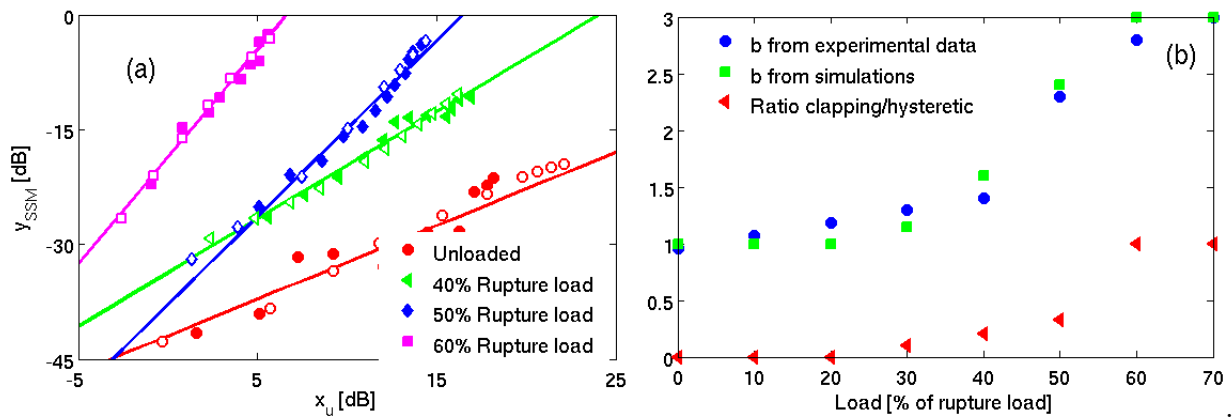 (a)
0
-15
-30
-45
y_SSM [dB]
-5
5
15
25
x_u [dB]
Unloaded
40% Rupture load
50% Rupture load
60% Rupture load
(b)
3
2.5
2
1.5
1
0.5
0
b from experimental data
b from simulations
Ratio clapping/hysteretic
0
10
20
30
40
50
60
70
Load [% of rupture load]
.